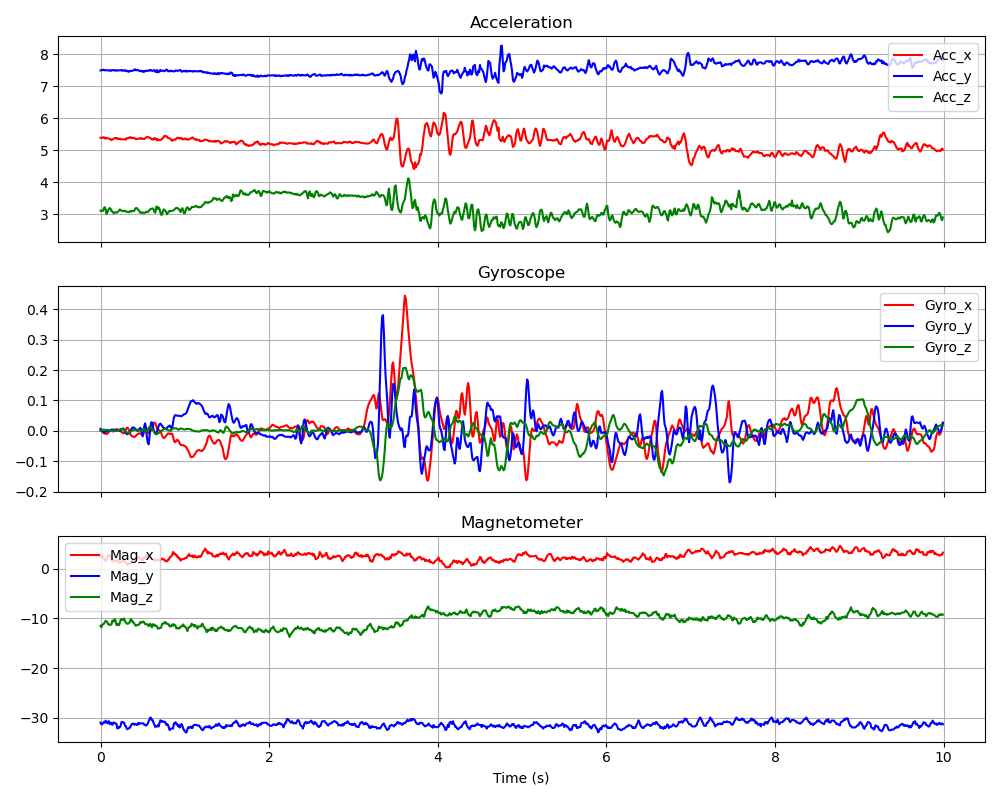 Acceleration
8
7
6
5
4
3
Acc_x
Acc_y
Acc_z
Gyroscope
0.4
0.3
0.2
0.1
0.0
−0.1
−0.2
Gyro_x
Gyro_y
Gyro_z
Magnetometer
0
−10
−20
−30
Mag_x
Mag_y
Mag_z
0 2 4 6 8 10
Time (s)